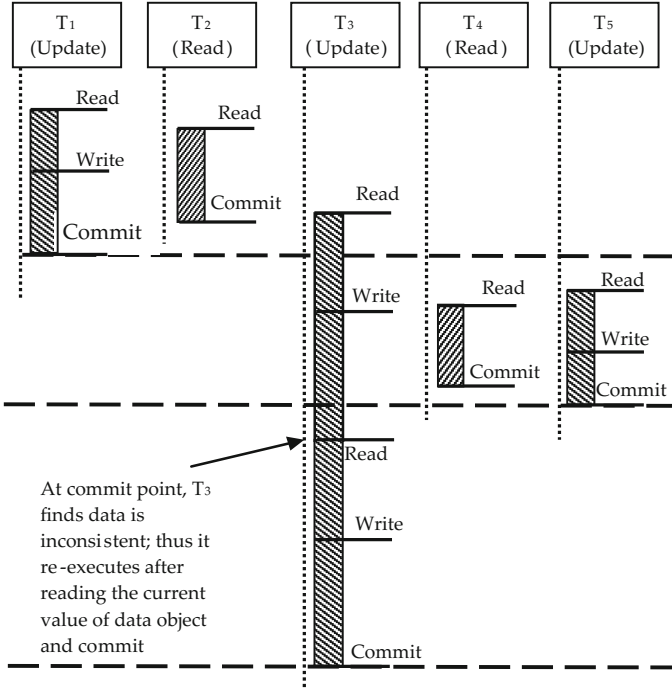 T1
(Update)
T2
(Read)
T3
(Update)
T4
(Read)
T5
(Update)
Read
Write
Commit
Commit
Read
Write
Read
Commit
Read
Write
Commit
Read
Write
Commit
At commit point, T3
finds data is
inconsistent; thus it
re-executes after
reading the current
value of data object
and commit